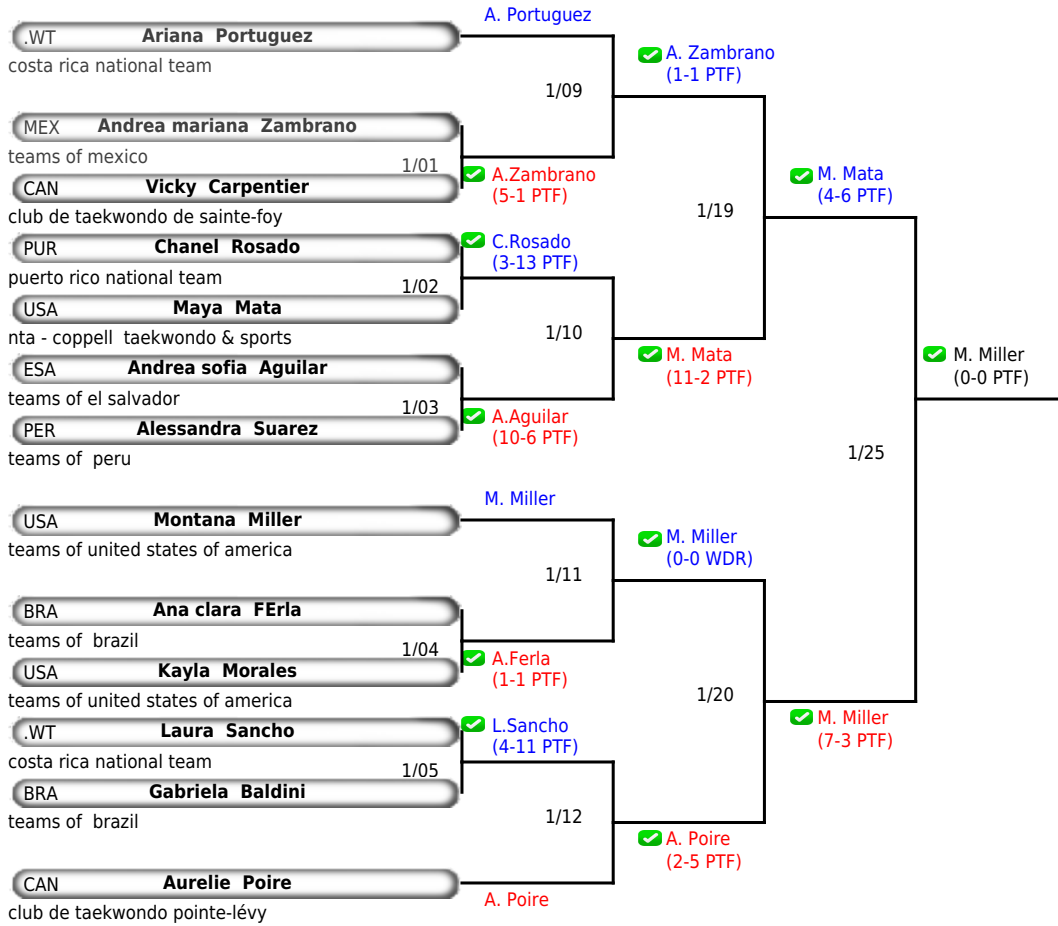 A. Portuguez
.WT Ariana Portuguez
costa rica national team
A. Zambrano
(1-1 PTF)
1/09
MEX Andrea mariana Zambrano
teams of mexico
1/01
A.Zambrano
(5-1 PTF)
M. Mata
(4-6 PTF)
CAN Vicky Carpentier
club de taekwondo de sainte-foy
1/19
PUR Chanel Rosado
C.Rosado
(3-13 PTF)
puerto rico national team
1/02
USA Maya Mata
nta - coppell taekwondo & sports
1/10
M. Mata
(11-2 PTF)
M. Miller
(0-0 PTF)
ESA Andrea sofia Aguilar
teams of el salvador
1/03
A.Aguilar
(10-6 PTF)
PER Alessandra Suarez
teams of peru
1/25
M. Miller
USA Montana Miller
teams of united states of america
M. Miller
(0-0 WDR)
1/11
BRA Ana clara FErla
teams of brazil
1/04
A.Ferla
(1-1 PTF)
USA Kayla Morales
teams of united states of america
1/20
.WT Laura Sancho
L.Sancho
(4-11 PTF)
M. Miller
(7-3 PTF)
costa rica national team
1/05
BRA Gabriela Baldini
teams of brazil
1/12
A. Poire
(2-5 PTF)
CAN Aurelie Poire
A. Poire
club de taekwondo pointe-lévy